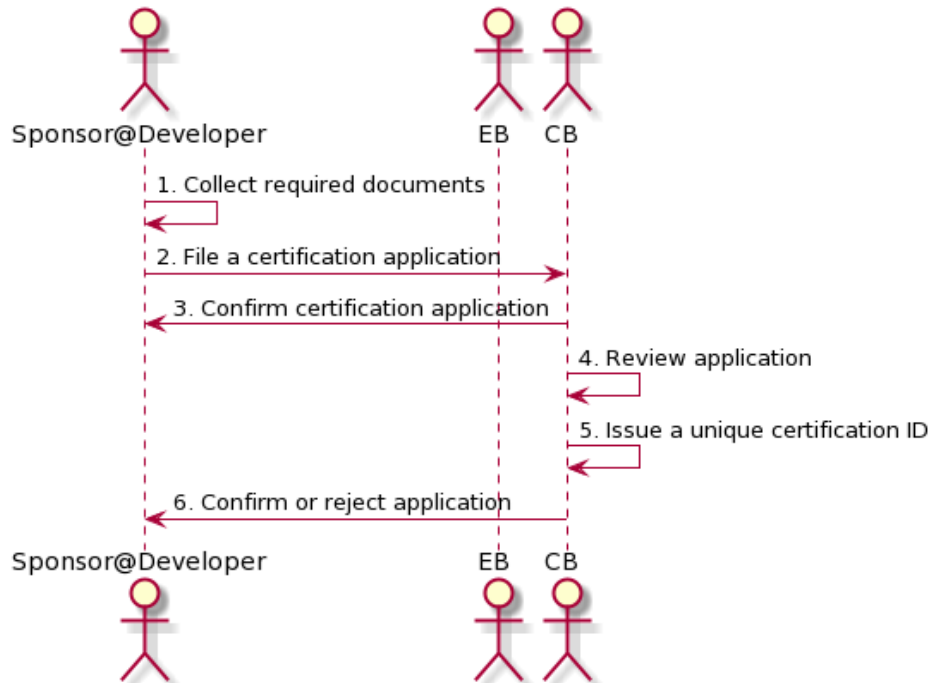 Sponsor@Developer EB CB
1. Collect required documents
2. File a certification application
3. Confirm certification application
4. Review application
5. Issue a unique certification ID
6. Confirm or reject application
Sponsor@Developer EB CB